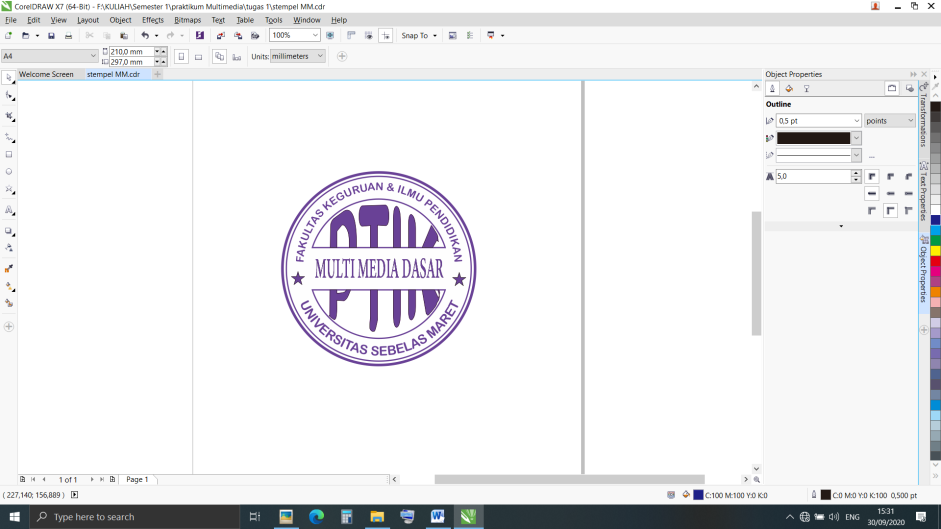 CorelDRAW X7 (64-Bit) - F:\KULIAH\Semester 1\praktikum Multimedia\tugas 1\stempel MM.cdr
File Edit View Layout Object Effects Bitmaps Text Table Tools Window Help
100% Snap To
A4 210,0 mm Units: millimeters
297,0 mm
Welcome Screen stempel MM.cdr
Object Properties
Outline
0,5 pt points
5,0
Transformations
Text Properties
Object Properties
FAKULTAS KEGURUAN & ILMU PENDIDIKAN
PTIK
MULTI MEDIA DASAR
UNIVERSITAS SEBELAS MARET
1 of 1 Page 1
( 227,140; 156,889 ) C:100 M:100 Y:0 K:0 C:0 M:0 Y:0 K:100 0,500 pt
Type here to search
ENG 15:31
30/09/2020